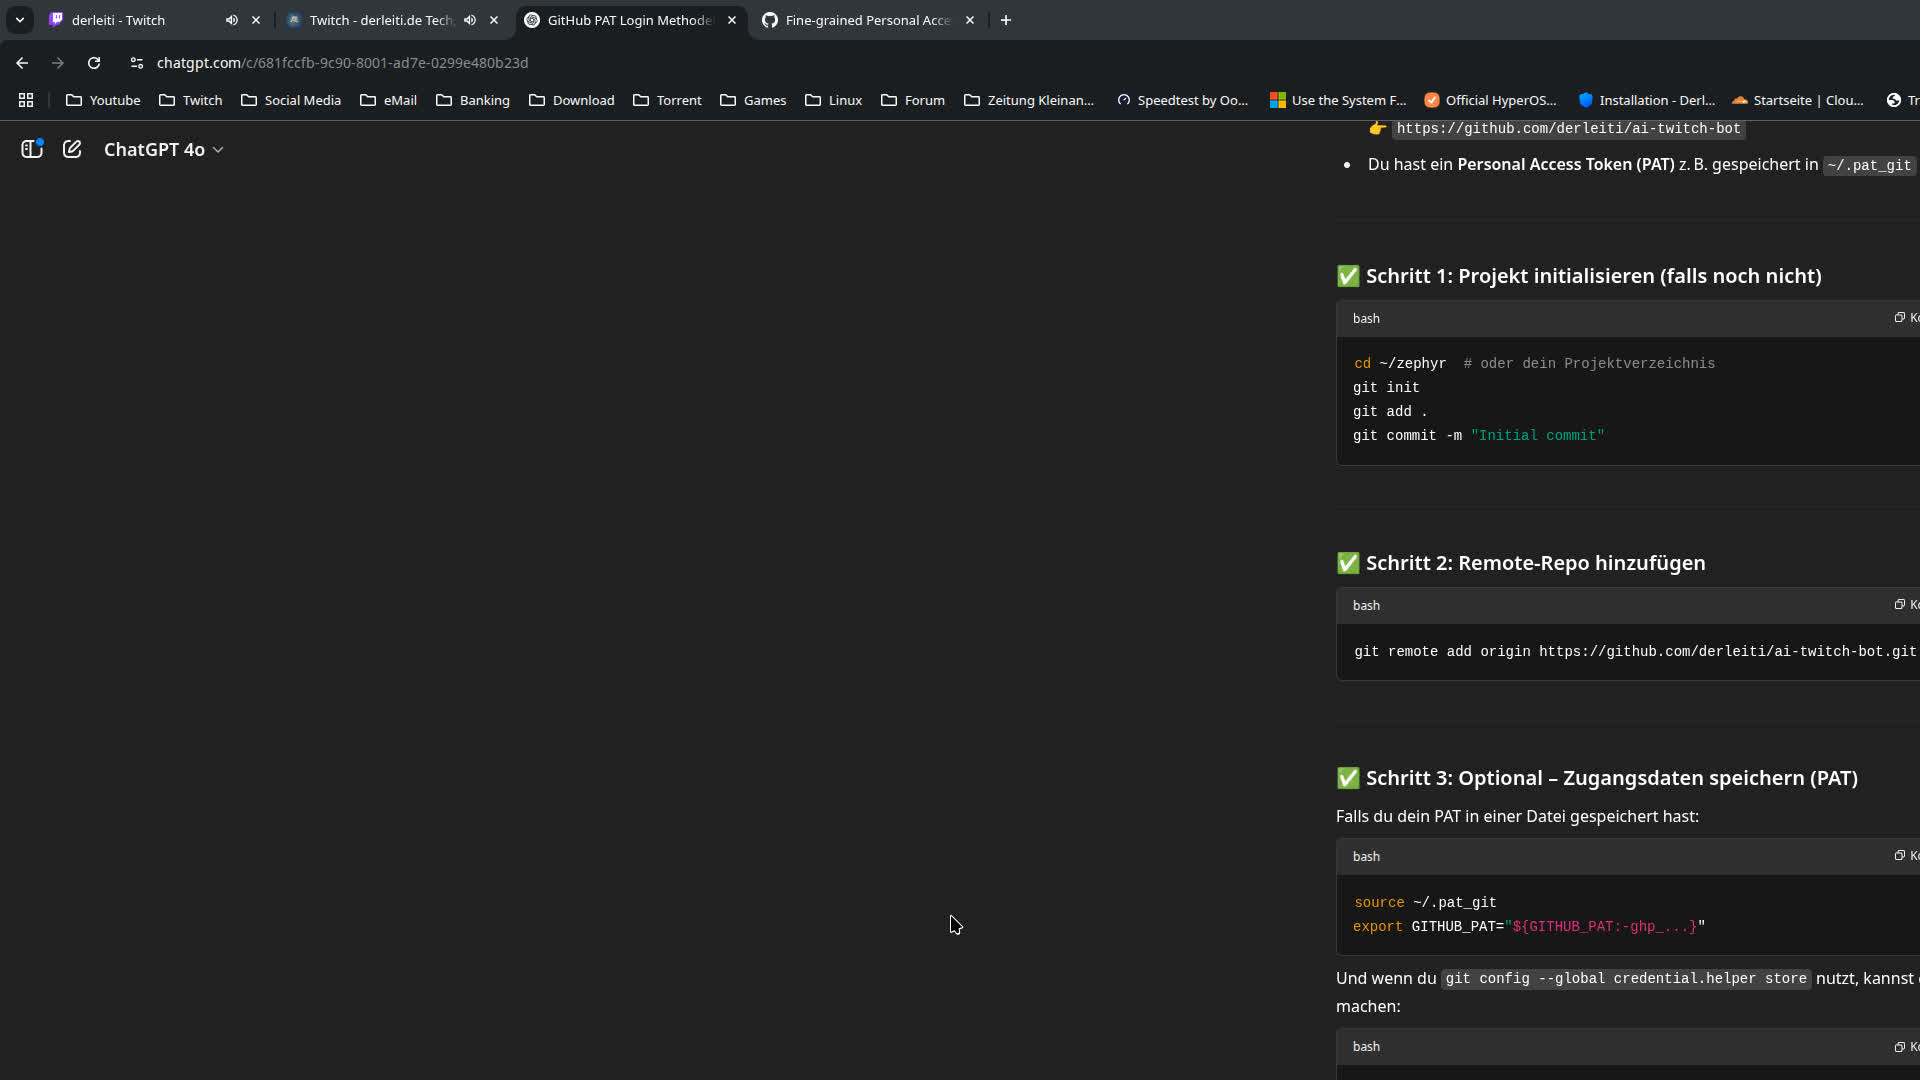 derleiti - Twitch
Twitch - derleiti.de Tech
GitHub PAT Login Methode
Fine-grained Personal Acce
chatgpt.com/c/681fccfb-9c90-8001-ad7e-0299e480b23d
Youtube Twitch Social Media eMail Banking Download Torrent Games Linux Forum Zeitung Kleinan... Speedtest by Oo... Use the System F... Official HyperOS... Installation - Derl... Startseite | Clou... Tr
ChatGPT 4o
👉 https://github.com/derleiti/ai-twitch-bot
• Du hast ein Personal Access Token (PAT) z. B. gespeichert in ~/.pat_git
✅ Schritt 1: Projekt initialisieren (falls noch nicht)
bash Ko
cd ~/zephyr # oder dein Projektverzeichnis
git init
git add .
git commit -m "Initial commit"
✅ Schritt 2: Remote-Repo hinzufügen
bash Ko
git remote add origin https://github.com/derleiti/ai-twitch-bot.git
✅ Schritt 3: Optional – Zugangsdaten speichern (PAT)
Falls du dein PAT in einer Datei gespeichert hast:
bash Ko
source ~/.pat_git
export GITHUB_PAT="${GITHUB_PAT:-ghp_...}"
Und wenn du git config --global credential.helper store nutzt, kannst
machen:
bash Ko